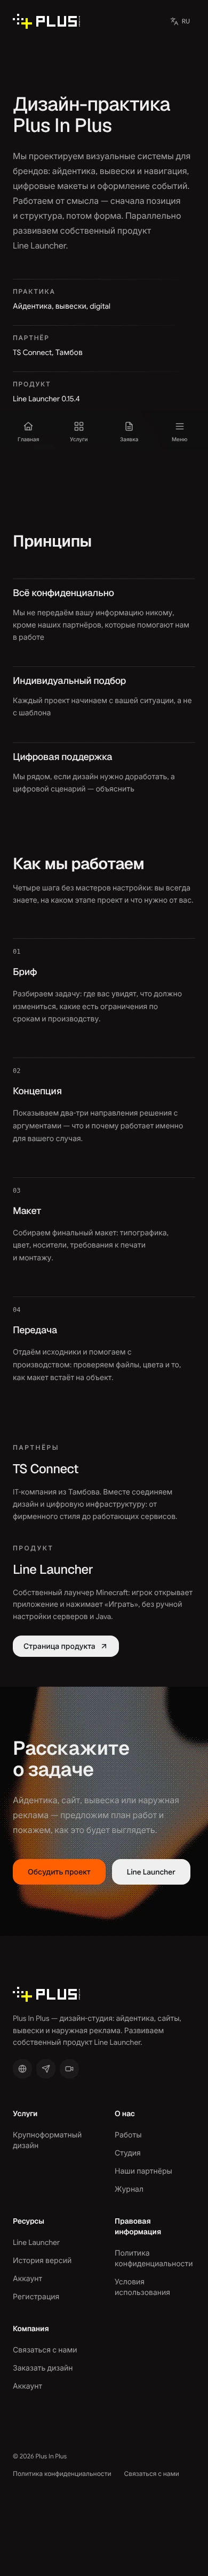 PLUS
RU
Дизайн-практика
Plus In Plus
Мы проектируем визуальные системы для
брендов: айдентика, вывески и навигация,
цифровые макеты и оформление событий.
Работаем от смысла — сначала позиция
и структура, потом форма. Параллельно
развиваем собственный продукт
Line Launcher.
ПРАКТИКА
Айдентика, вывески, digital
ПАРТНЁР
TS Connect, Тамбов
ПРОДУКТ
Line Launcher 0.15.4
Главная
Услуги
Заявка
Меню
Принципы
Всё конфиденциально
Мы не передаём вашу информацию никому,
кроме наших партнёров, которые помогают нам
в работе
Индивидуальный подбор
Каждый проект начинаем с вашей ситуации, а не
с шаблона
Цифровая поддержка
Мы рядом, если дизайн нужно доработать, а
цифровой сценарий — объяснить
Как мы работаем
Четыре шага без мастеров настройки: вы всегда
знаете, на каком этапе проект и что нужно от вас.
01
Бриф
Разбираем задачу: где вас увидят, что должно
измениться, какие есть ограничения по
срокам и производству.
02
Концепция
Показываем два-три направления решения с
аргументами — что и почему работает именно
для вашего случая.
03
Макет
Собираем финальный макет: типографика,
цвет, носители, требования к печати
и монтажу.
04
Передача
Отдаём исходники и помогаем с
производством: проверяем файлы, цвета и то,
как макет встаёт на объект.
ПАРТНЁРЫ
TS Connect
IT-компания из Тамбова. Вместе соединяем
дизайн и цифровую инфраструктуру: от
фирменного стиля до работающих сервисов.
ПРОДУКТ
Line Launcher
Собственный лаунчер Minecraft: игрок открывает
приложение и нажимает «Играть», без ручной
настройки серверов и Java.
Страница продукта
Расскажите
о задаче
Айдентика, сайт, вывеска или наружная
реклама — предложим план работ и
покажем, как это будет выглядеть.
Обсудить проект
Line Launcher
PLUS
Plus In Plus — дизайн-студия: айдентика, сайты,
вывески и наружная реклама. Развиваем
собственный продукт Line Launcher.
Услуги
Крупноформатный
дизайн
О нас
Работы
Студия
Наши партнёры
Журнал
Ресурсы
Line Launcher
История версий
Аккаунт
Регистрация
Правовая
информация
Политика
конфиденциальности
Условия
использования
Компания
Связаться с нами
Заказать дизайн
Аккаунт
© 2026 Plus In Plus
Политика конфиденциальности
Связаться с нами